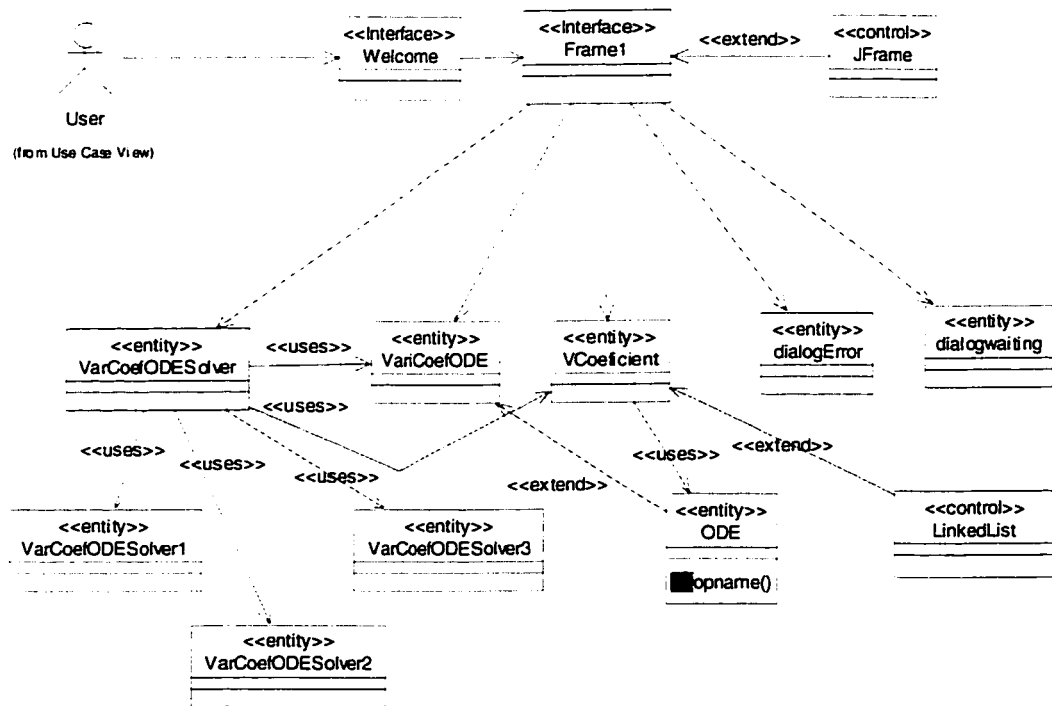 <<Interface>>
Welcome
<<Interface>>
Frame1
<<extend>>
<<control>>
JFrame
User
(from Use Case View)
<<entity>>
VarCoefODESolver
<<uses>>
<<entity>>
VariCoefODE
<<entity>>
VCoeficient
<<entity>>
dialogError
<<entity>>
dialogwaiting
<<uses>>
<<uses>>
<<uses>>
<<uses>>
<<extend>>
<<uses>>
<<extend>>
<<entity>>
VarCoefODESolver1
<<entity>>
VarCoefODESolver3
<<entity>>
ODE
opname()
<<control>>
LinkedList
<<entity>>
VarCoefODESolver2